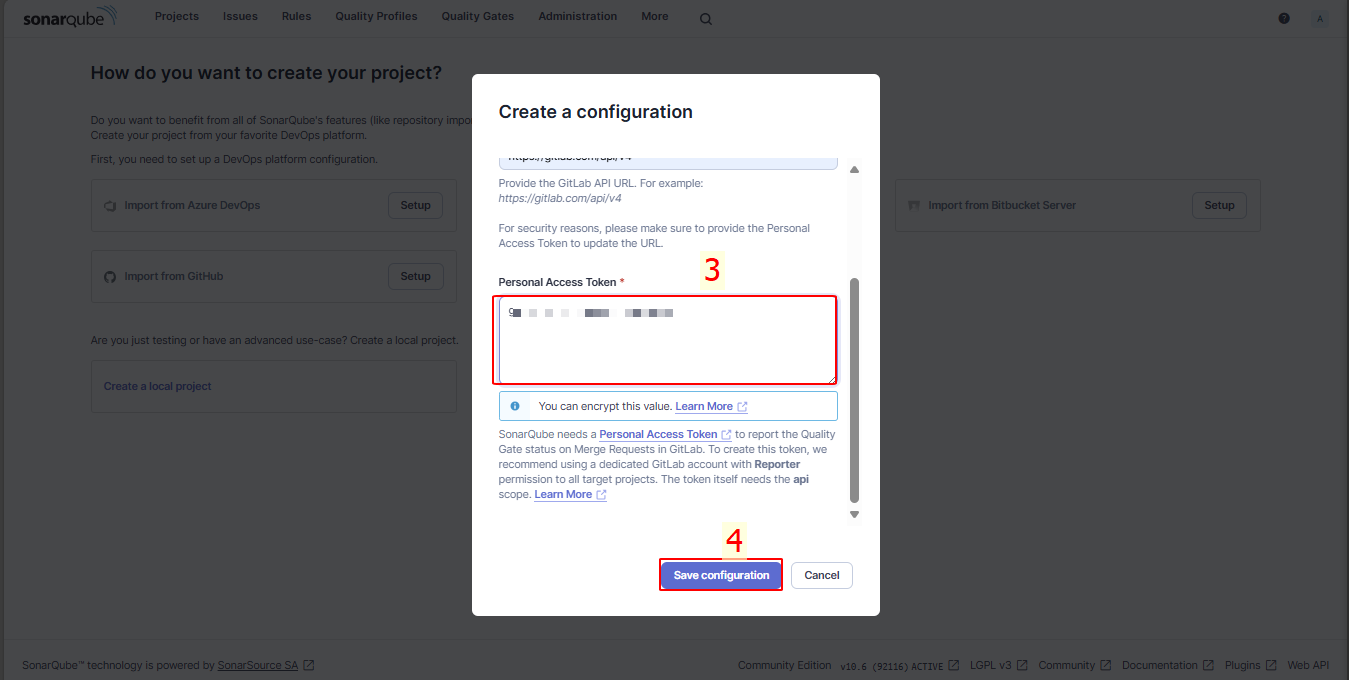 sonarqube
Projects Issues Rules Quality Profiles Quality Gates Administration More
A
How do you want to create your project?
Do you want to benefit from all of SonarQube's features (like repository impo
Create your project from your favorite DevOps platform.
First, you need to set up a DevOps platform configuration.
Import from Azure DevOps
Setup
Import from Bitbucket Server
Setup
Import from GitHub
Setup
Are you just testing or have an advanced use-case? Create a local project.
Create a local project
Create a configuration
https://gitlab.com/api/v4
Provide the GitLab API URL. For example:
https://gitlab.com/api/v4
For security reasons, please make sure to provide the Personal
Access Token to update the URL.
3
Personal Access Token *
You can encrypt this value. Learn More
SonarQube needs a Personal Access Token to report the Quality
Gate status on Merge Requests in GitLab. To create this token, we
recommend using a dedicated GitLab account with Reporter
permission to all target projects. The token itself needs the api
scope. Learn More
4
Save configuration
Cancel
SonarQube™ technology is powered by SonarSource SA
Community Edition v10.6 (92116) ACTIVE LGPL v3 Community Documentation Plugins Web API